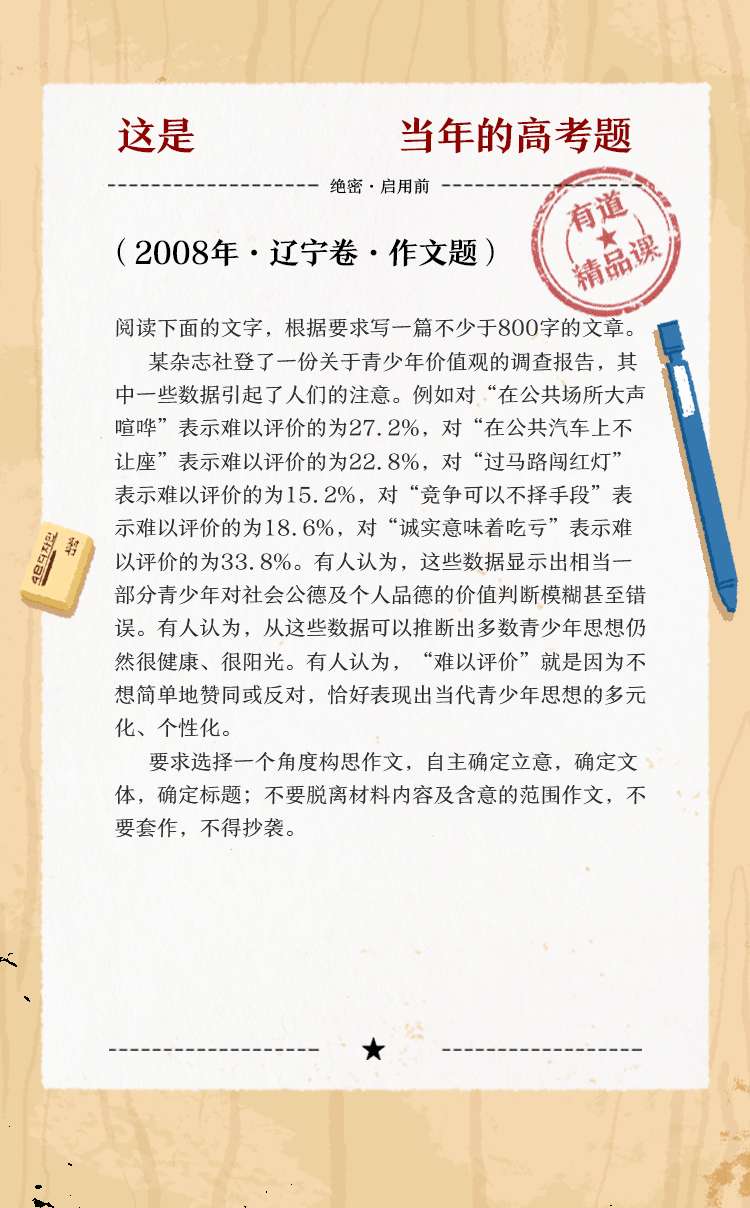 这是 当年的高考题
绝密·启用前
有道
精品课
（2008年·辽宁卷·作文题）
阅读下面的文字，根据要求写一篇不少于800字的文章。
某杂志社登了一份关于青少年价值观的调查报告，其
中一些数据引起了人们的注意。例如对“在公共场所大声
喧哗”表示难以评价的为27.2%，对“在公共汽车上不
让座”表示难以评价的为22.8%，对“过马路闯红灯”
表示难以评价的为15.2%，对“竞争可以不择手段”表
示难以评价的为18.6%，对“诚实意味着吃亏”表示难
以评价的为33.8%。有人认为，这些数据显示出相当一
部分青少年对社会公德及个人品德的价值判断模糊甚至错
误。有人认为，从这些数据可以推断出多数青少年思想仍
然很健康、很阳光。有人认为，“难以评价”就是因为不
想简单地赞同或反对，恰好表现出当代青少年思想的多元
化、个性化。
要求选择一个角度构思作文，自主确定立意，确定文
体，确定标题；不要脱离材料内容及含意的范围作文，不
要套作，不得抄袭。